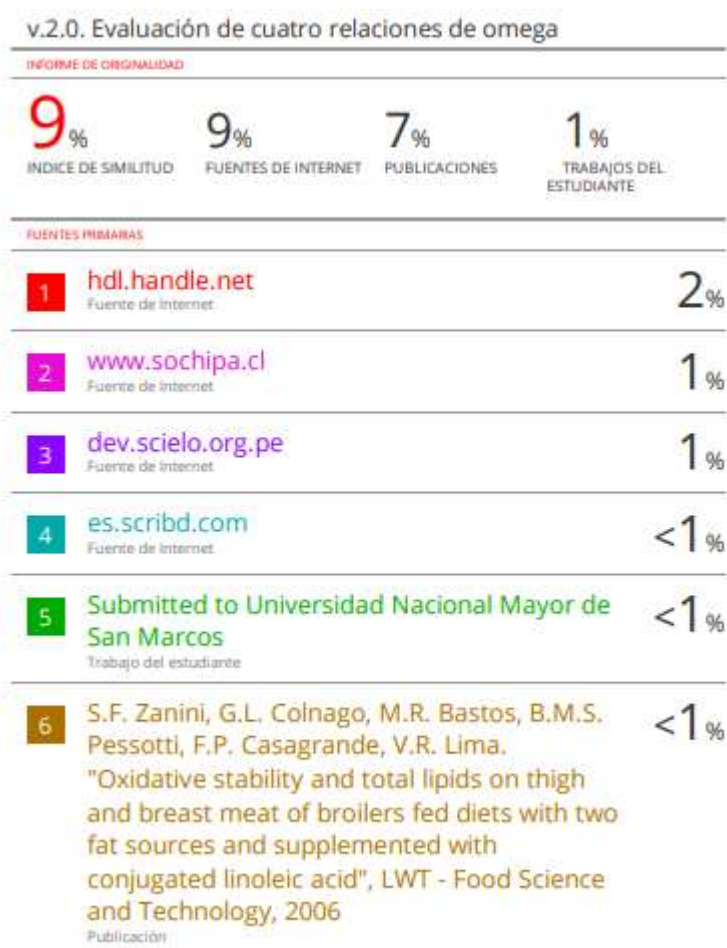 v.2.0. Evaluación de cuatro relaciones de omega
INFORME DE ORIGINALIDAD
9%
INDICE DE SIMILITUD
9%
FUENTES DE INTERNET
7%
PUBLICACIONES
1%
TRABAJOS DEL
ESTUDIANTE
FUENTES PRIMARIAS
1
hdl.handle.net
Fuente de Internet
2%
2
www.sochipa.cl
Fuente de Internet
1%
3
dev.scielo.org.pe
Fuente de Internet
1%
4
es.scribd.com
Fuente de Internet
<1%
5
Submitted to Universidad Nacional Mayor de
San Marcos
Trabajo del estudiante
<1%
6
S.F. Zanini, G.L. Colnago, M.R. Bastos, B.M.S.
Pessotti, F.P. Casagrande, V.R. Lima.
"Oxidative stability and total lipids on thigh
and breast meat of broilers fed diets with two
fat sources and supplemented with
conjugated linoleic acid", LWT - Food Science
and Technology, 2006
Publicación
<1%